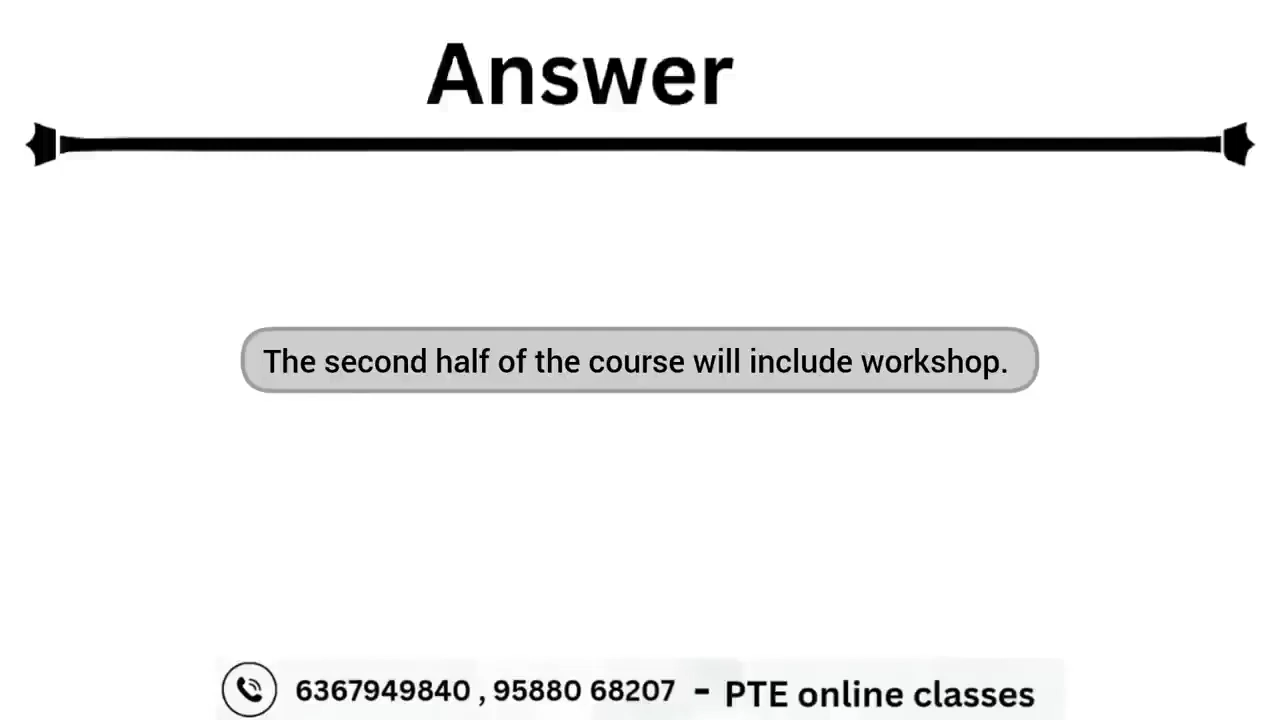 Answer
The second half of the course will include workshop.
6367949840 , 95880 68207 - PTE online classes